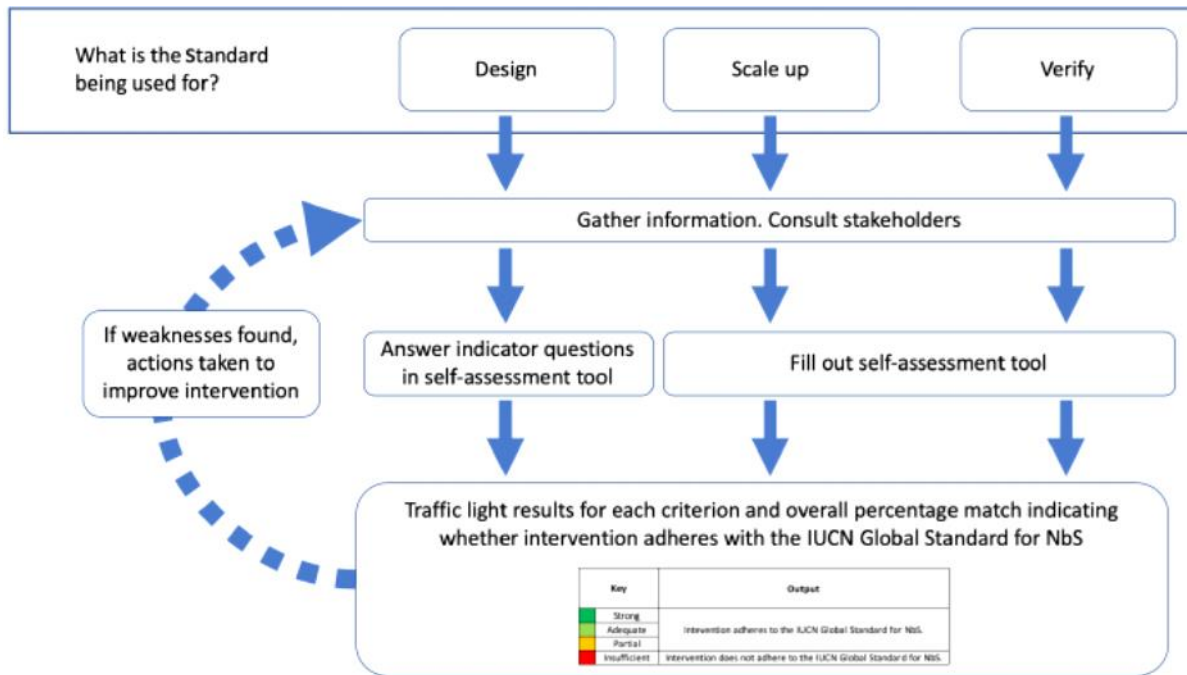 What is the Standard
being used for?
Design
Scale up
Verify
Gather information. Consult stakeholders
If weaknesses found,
actions taken to
improve intervention
Answer indicator questions
in self-assessment tool
Fill out self-assessment tool
Traffic light results for each criterion and overall percentage match indicating
whether intervention adheres with the IUCN Global Standard for NbS
Key
Output
Strong
Adequate
Intervention adheres to the IUCN Global Standard for NbS.
Partial
Insufficient
Intervention does not adhere to the IUCN Global Standard for NbS.